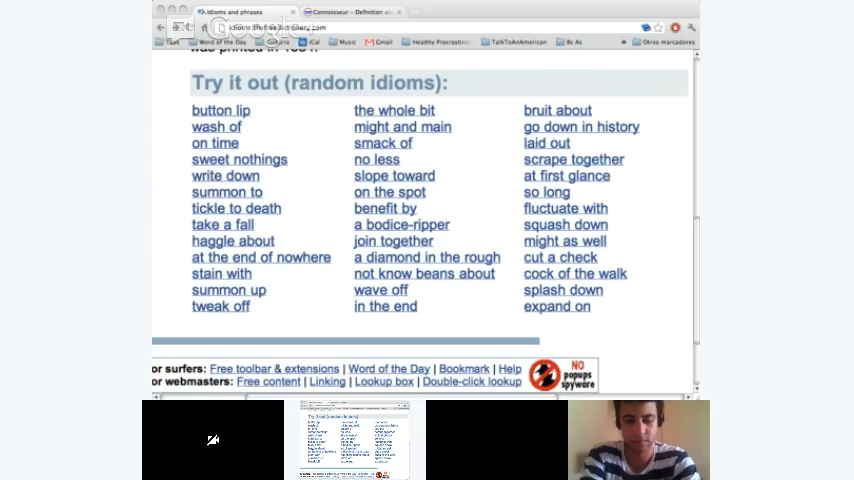 Idioms and phrases
Connoisseur - Definition an
idioms.thefreedictionary.com
Word of the Day
iCal
Music
Gmail
Healthy Procrastin
TalkToAnAmerican
Bs As
»
Otros marcadores
Try it out (random idioms):
button lip the whole bit bruit about
wash of might and main go down in history
on time smack of laid out
sweet nothings no less scrape together
write down slope toward at first glance
summon to on the spot so long
tickle to death benefit by fluctuate with
take a fall a bodice-ripper squash down
haggle about join together might as well
at the end of nowhere a diamond in the rough cut a check
stain with not know beans about cock of the walk
summon up wave off splash down
tweak off in the end expand on
or surfers: Free toolbar & extensions | Word of the Day | Bookmark | Help
or webmasters: Free content | Linking | Lookup box | Double-click lookup
NO
popups
spyware